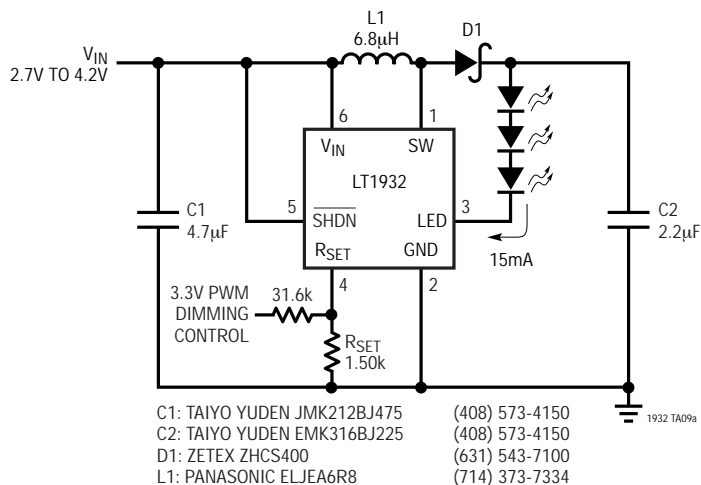 L1
6.8µH
D1
VIN
2.7V TO 4.2V
6
1
VIN
SW
LT1932
C1
4.7µF
5
SHDN
LED
3
C2
2.2µF
RSET
GND
15mA
4
2
3.3V PWM
DIMMING
CONTROL
31.6k
RSET
1.50k
C1: TAIYO YUDEN JMK212BJ475 (408) 573-4150
C2: TAIYO YUDEN EMK316BJ225 (408) 573-4150
D1: ZETEX ZHCS400 (631) 543-7100
L1: PANASONIC ELJEA6R8 (714) 373-7334
1932 TA09a